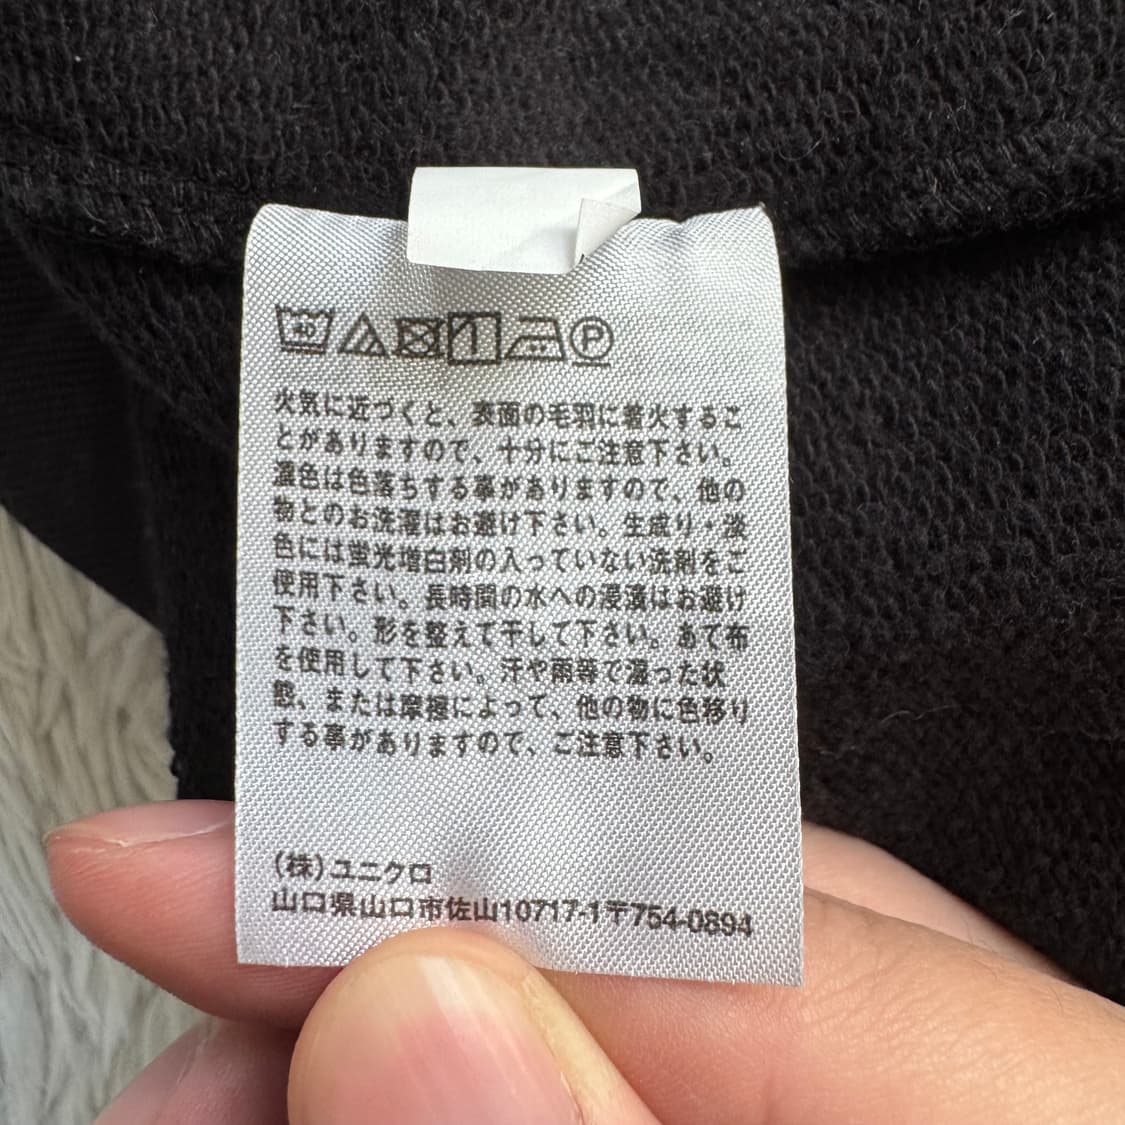 40
P
火気に近づくと、表面の毛羽に着火するこ
とがありますので、十分にご注意下さい。
濃色は色落ちする事がありますので、他の
物とのお洗濯はお避け下さい。生成り・淡
色には蛍光増白剤の入っていない洗剤をご
使用下さい。長時間の水への浸漬はお避け
下さい。形を整えて干して下さい。あて布
を使用して下さい。汗や雨等で濡った状
態、または摩擦によって、他の物に色移り
する事がありますので、ご注意下さい。
(株)ユニクロ
山口県山口市佐山10717-1〒754-0894